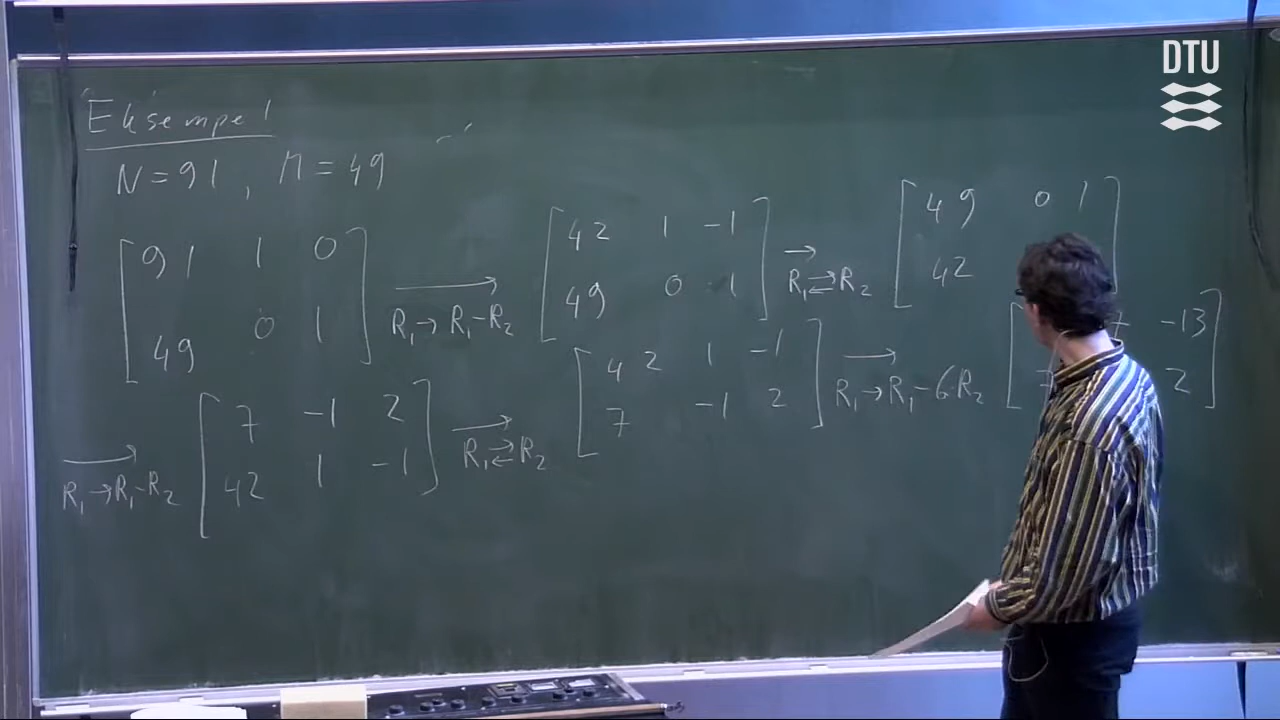 DTU
Eksempel
N=91, M=49
[91 1 0
49 0 1]
→
R₁→R₁-R₂
[42 1 -1
49 0 1]
→
R₁⇄R₂
[49 0 1
42
→
R₁→R₁-R₂
[7 -1 2
42 1 -1]
→
R₁⇄R₂
[42 1 -1
7 -1 2]
→
R₁→R₁-6R₂
[7 -13
7 2]